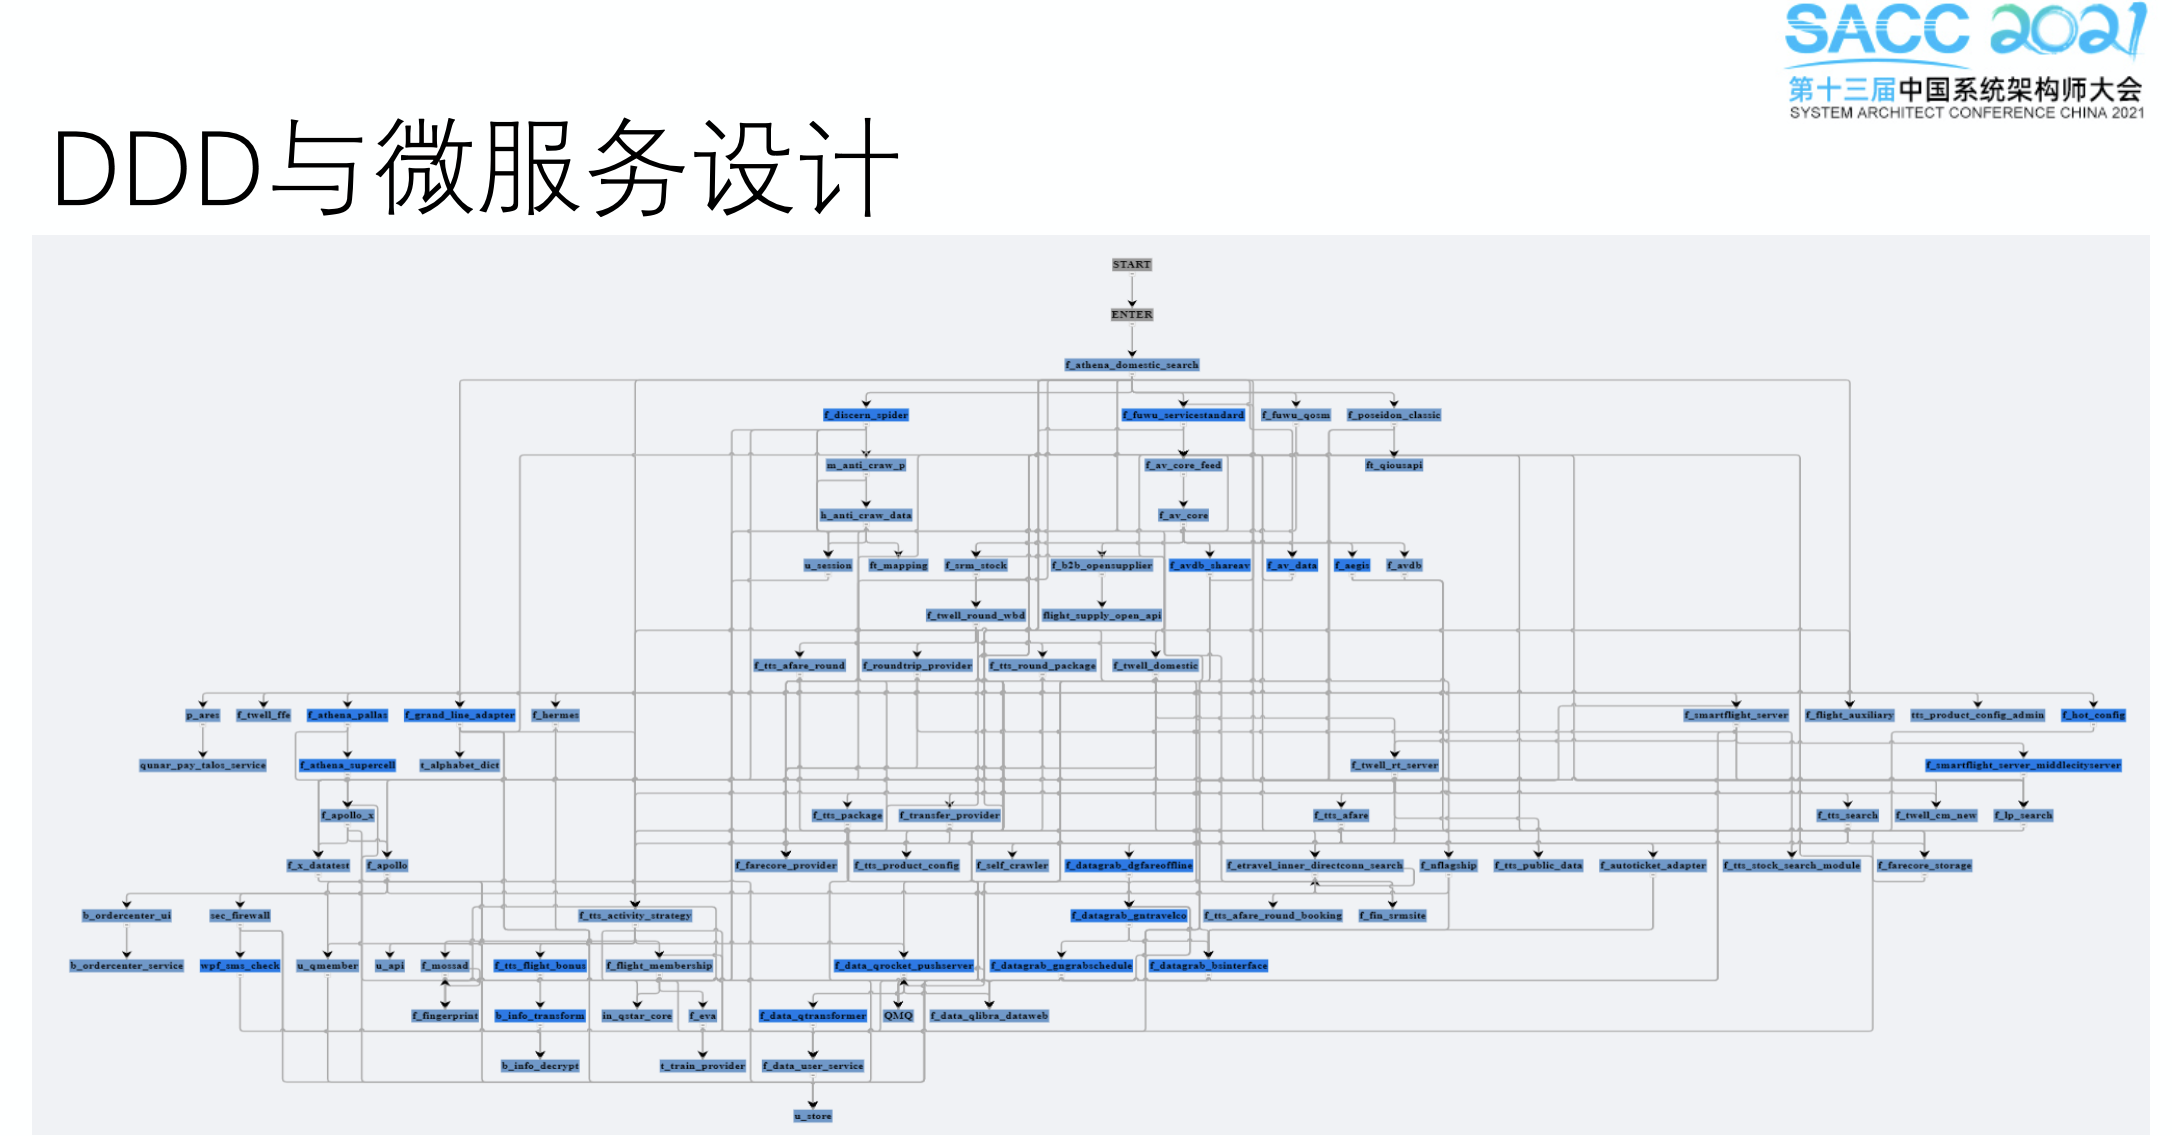 SACC 2021
第十三届中国系统架构师大会
SYSTEM ARCHITECT CONFERENCE CHINA 2021
DDD与微服务设计
START
ENTER
f_athena_domestic_search
f_discern_spider f_fuwu_servicestandard f_fuwu_qosm f_poseidon_classic
m_anti_craw_p f_av_core_feed ft_qiousapi
h_anti_craw_data f_av_core
u_session ft_mapping f_srm_stock f_b2b_opensupplier f_avdb_shareav f_av_data f_aegis f_avdb
f_twell_round_wbd flight_supply_open_api
f_tts_afare_round f_roundtrip_provider f_tts_round_package f_twell_domestic
p_ares f_twell_ffe f_athena_pallas f_grand_line_adapter f_hermes f_smartflight_server f_flight_auxiliary tts_product_config_admin f_hot_config
qunar_pay_talos_service f_athena_supercell t_alphabet_dict f_twell_rt_server f_smartflight_server_middlecityserver
f_apollo_x f_tts_package f_transfer_provider f_tts_afare f_tts_search f_twell_cm_new f_lp_search
f_x_datatest f_apollo f_farecore_provider f_tts_product_config f_self_crawler f_datagrab_dgfareoffline f_etravel_inner_directconn_search f_nflagship f_tts_public_data f_autoticket_adapter f_tts_stock_search_module f_farecore_storage
b_ordercenter_ui sec_firewall f_tts_activity_strategy f_datagrab_gntravelco f_tts_afare_round_booking f_fin_srmsite
b_ordercenter_service wpf_sms_check u_qmember u_api f_mossad f_tts_flight_bonus f_flight_membership f_data_qrocket_pushserver f_datagrab_gngrabschedule f_datagrab_bsinterface
f_fingerprint b_info_transform in_qstar_core f_eva f_data_qtransformer QMQ f_data_qlibra_dataweb
b_info_decrypt t_train_provider f_data_user_service
u_store